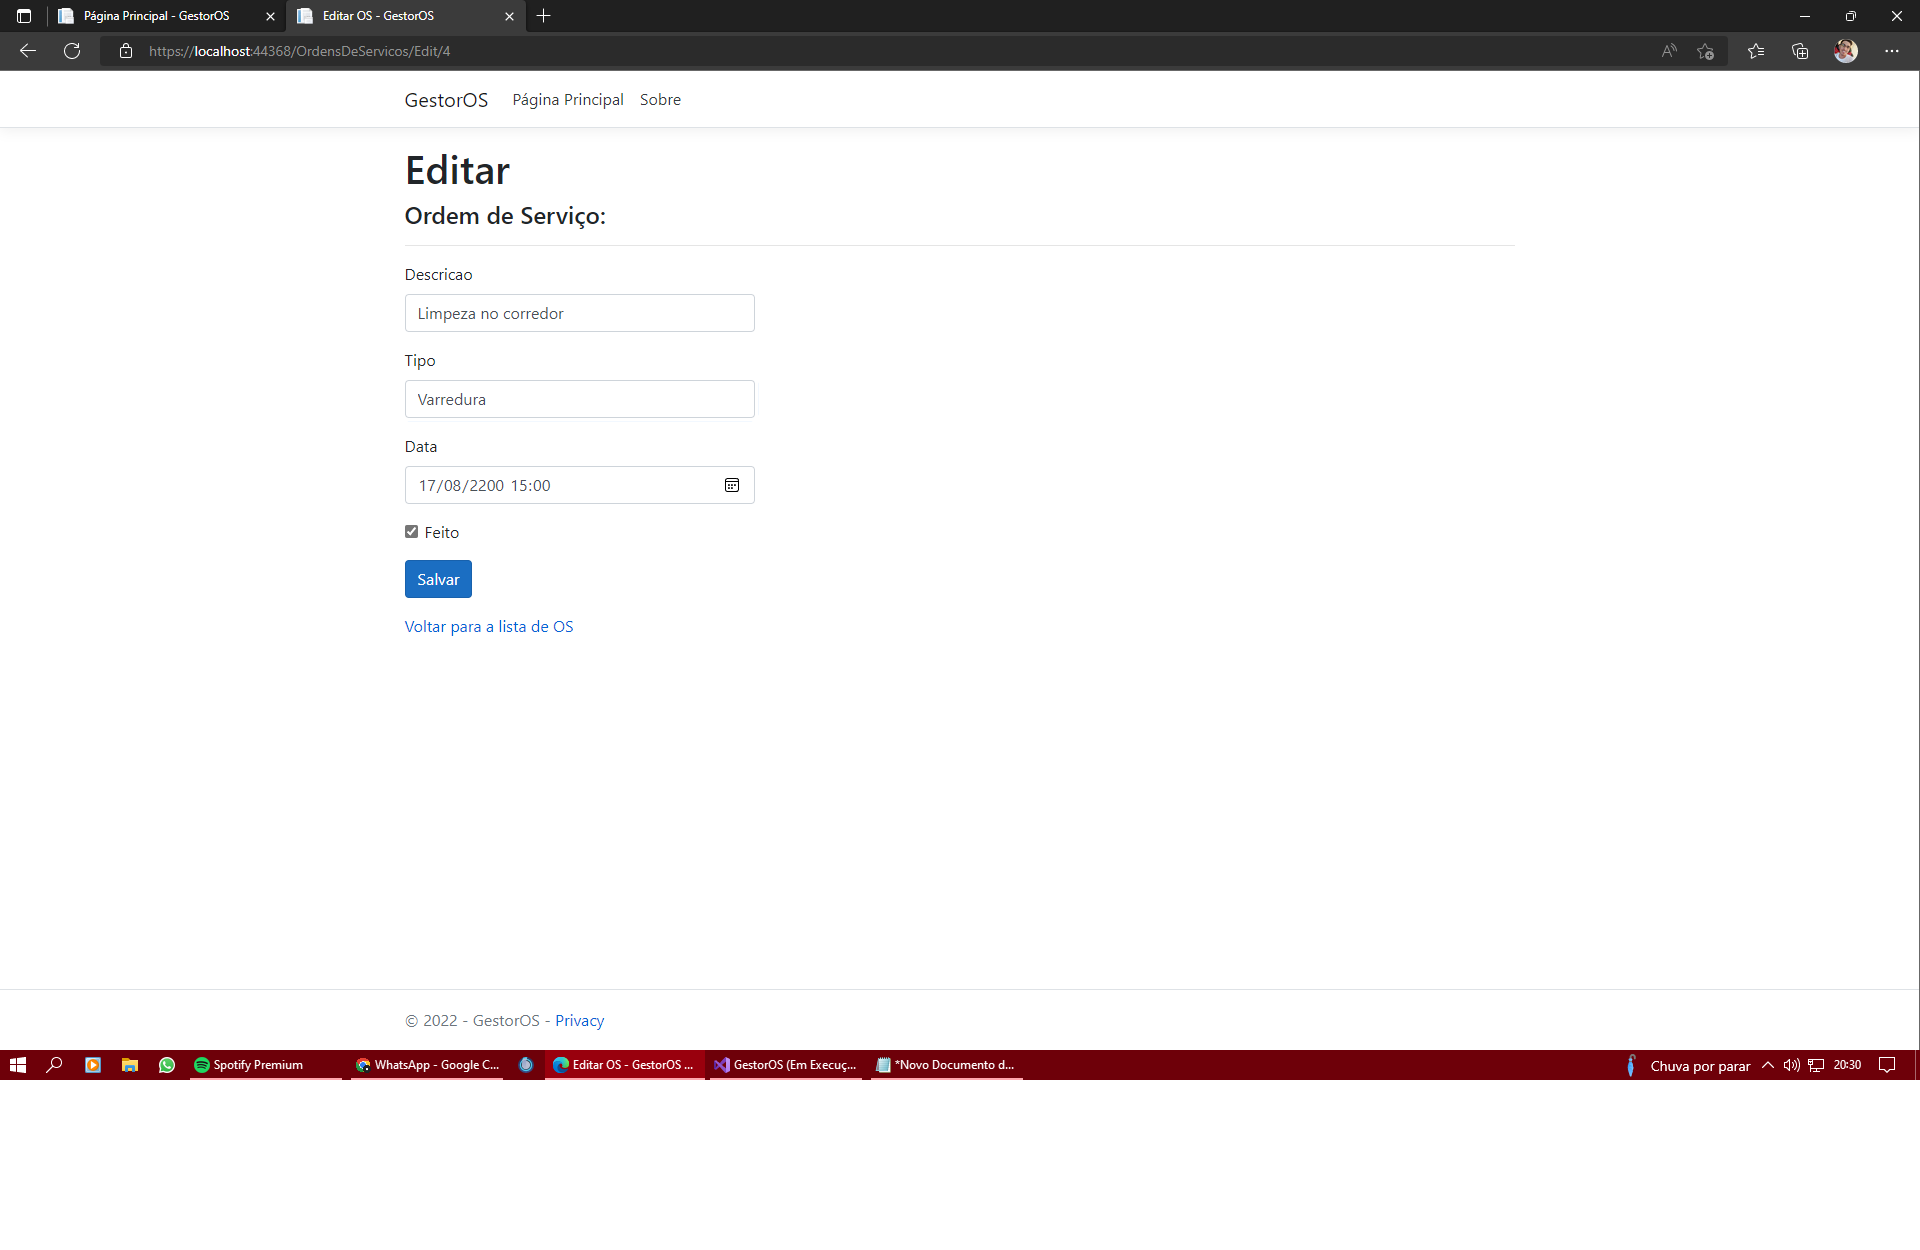 Página Principal - GestorOS
Editar OS - GestorOS
https://localhost:44368/OrdensDeServicos/Edit/4
GestorOS
Página Principal
Sobre
Editar
Ordem de Serviço:
Descricao
Limpeza no corredor
Tipo
Varredura
Data
17/08/2200 15:00
Feito
Salvar
Voltar para a lista de OS
© 2022 - GestorOS - Privacy
Spotify Premium
WhatsApp - Google C...
Editar OS - GestorOS ...
GestorOS (Em Execuç...
*Novo Documento d...
Chuva por parar
20:30